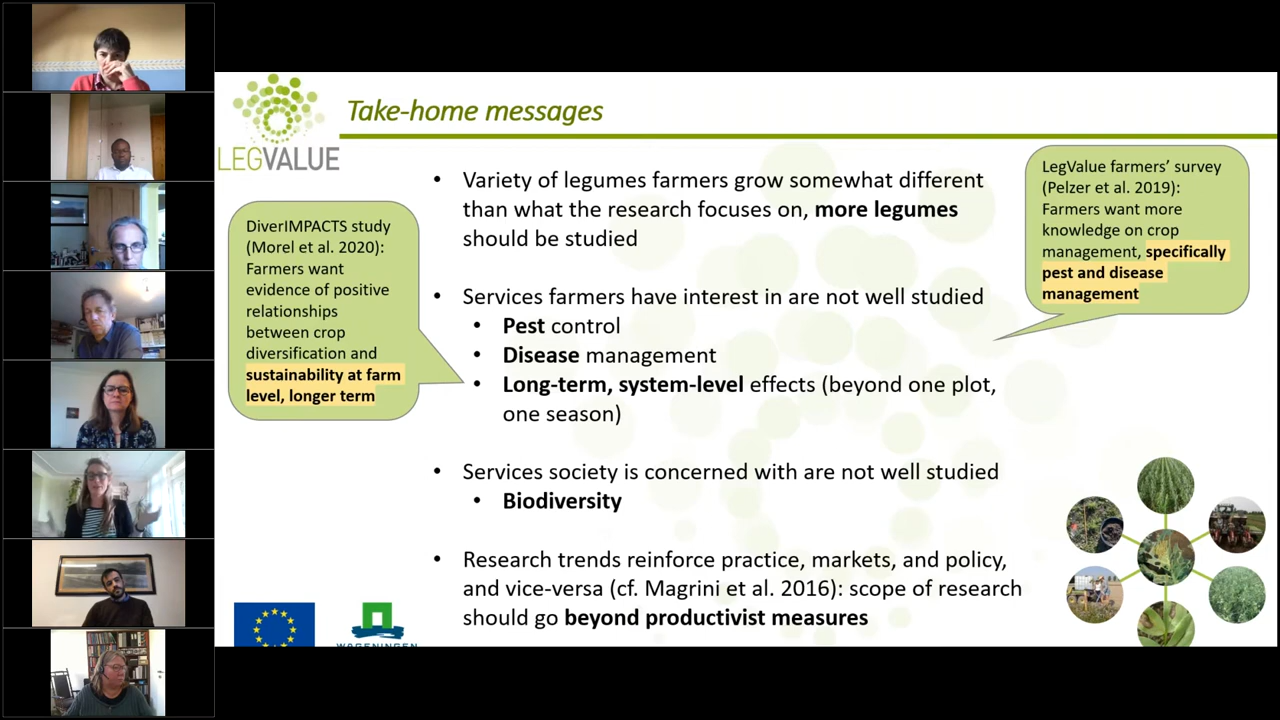 Take-home messages
LEGVALUE
• Variety of legumes farmers grow somewhat different
than what the research focuses on, more legumes
should be studied
• Services farmers have interest in are not well studied
• Pest control
• Disease management
• Long-term, system-level effects (beyond one plot,
one season)
• Services society is concerned with are not well studied
• Biodiversity
• Research trends reinforce practice, markets, and policy,
and vice-versa (cf. Magrini et al. 2016): scope of research
should go beyond productivist measures
DiverIMPACTS study
(Morel et al. 2020):
Farmers want
evidence of positive
relationships
between crop
diversification and
sustainability at farm
level, longer term
LegValue farmers’ survey
(Pelzer et al. 2019):
Farmers want more
knowledge on crop
management, specifically
pest and disease
management
WAGENINGEN